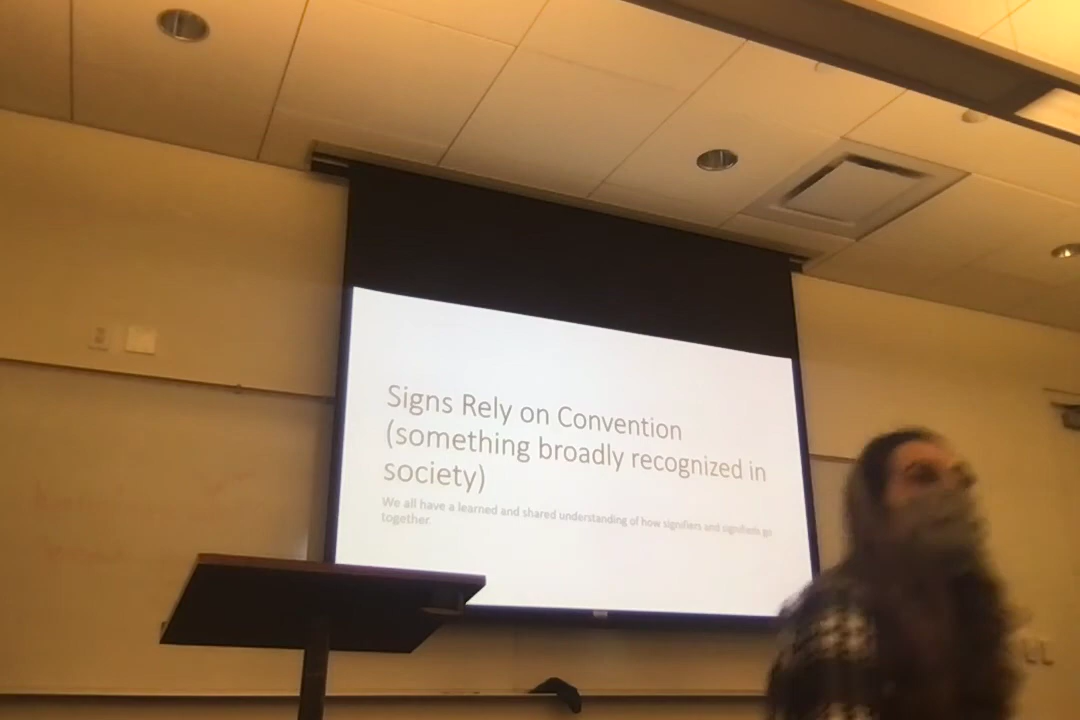 Signs Rely on Convention
(something broadly recognized in
society)
We all have a learned and shared understanding of how signifiers and signifiers go
together.